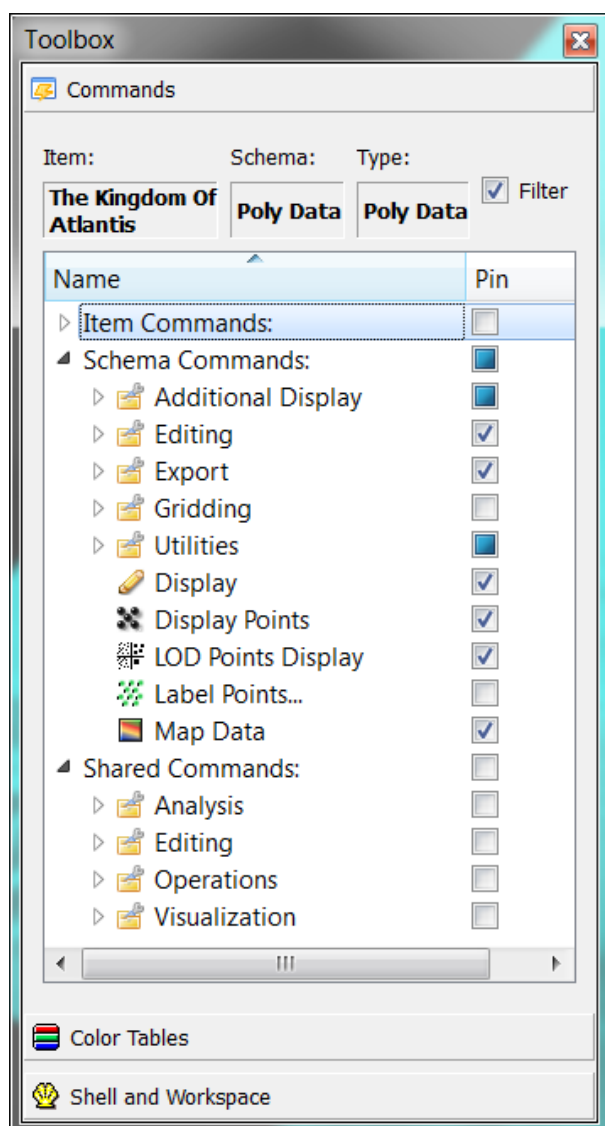 Toolbox
Commands
Item: Schema: Type:
The Kingdom Of Atlantis Poly Data Poly Data Filter
Name Pin
Item Commands:
Schema Commands:
Additional Display
Editing
Export
Gridding
Utilities
Display
Display Points
LOD Points Display
Label Points...
Map Data
Shared Commands:
Analysis
Editing
Operations
Visualization
Color Tables
Shell and Workspace